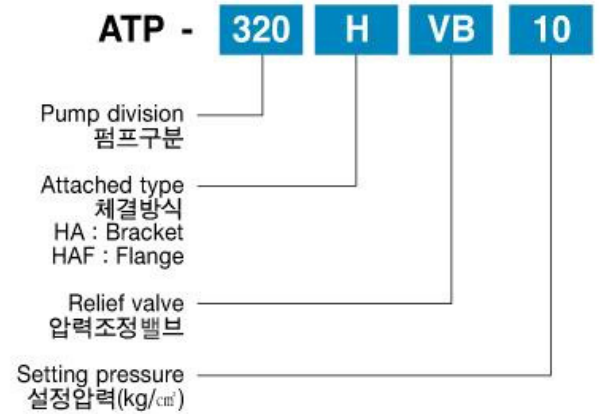 ATP - 320 H VB 10
Pump division
펌프구분
Attached type
체결방식
HA : Bracket
HAF : Flange
Relief valve
압력조정밸브
Setting pressure
설정압력(kg/㎠)